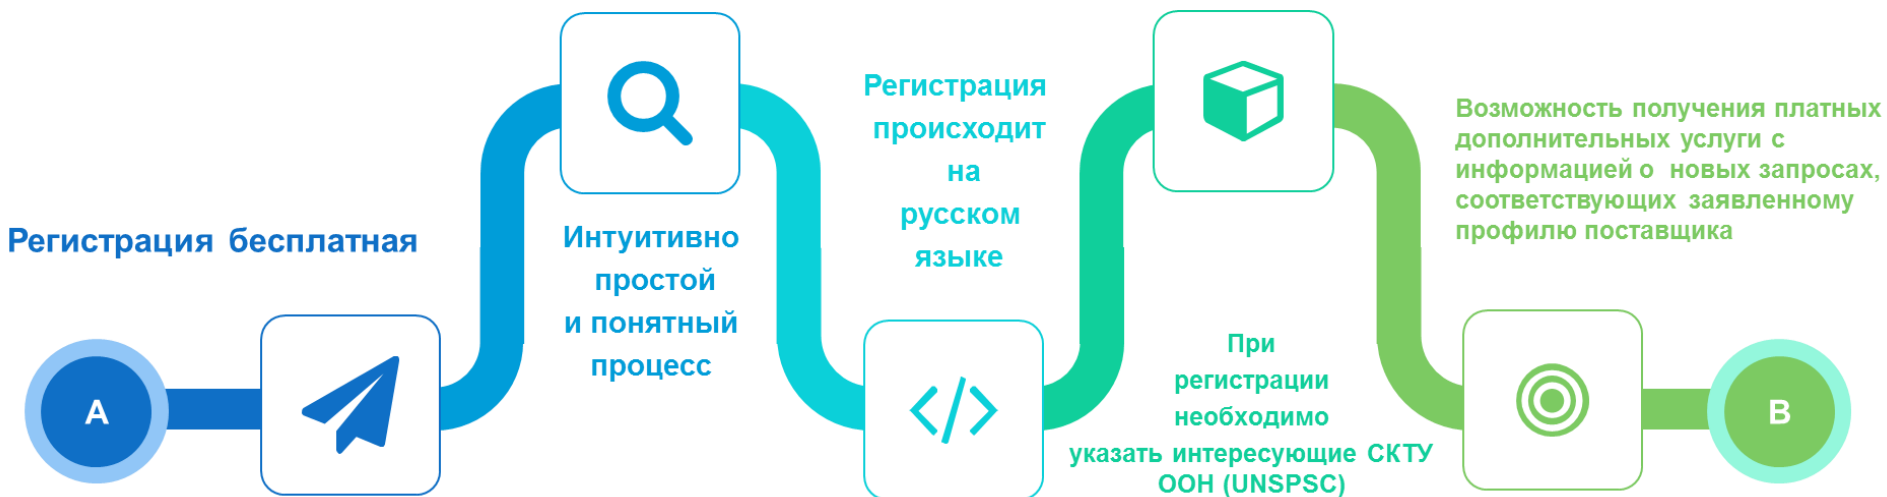 A
Регистрация бесплатная
Интуитивно
простой
и понятный
процесс
Регистрация
происходит
на
русском
языке
При
регистрации
необходимо
указать интересующие СКТУ
ООН (UNSPSC)
Возможность получения платных
дополнительных услуги с
информацией о новых запросах,
соответствующих заявленному
профилю поставщика
B